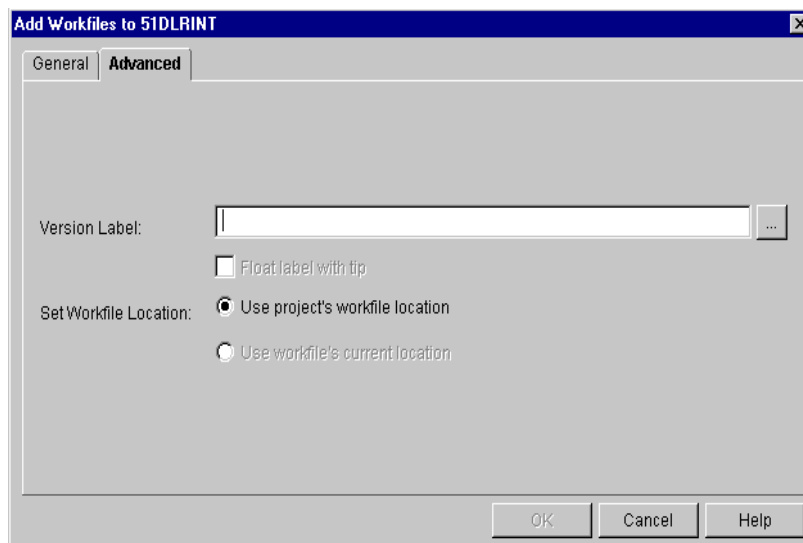 Add Workfiles to 51DLRINT
General Advanced
Version Label: ...
Float label with tip
Set Workfile Location: Use project's workfile location
Use workfile's current location
OK Cancel Help